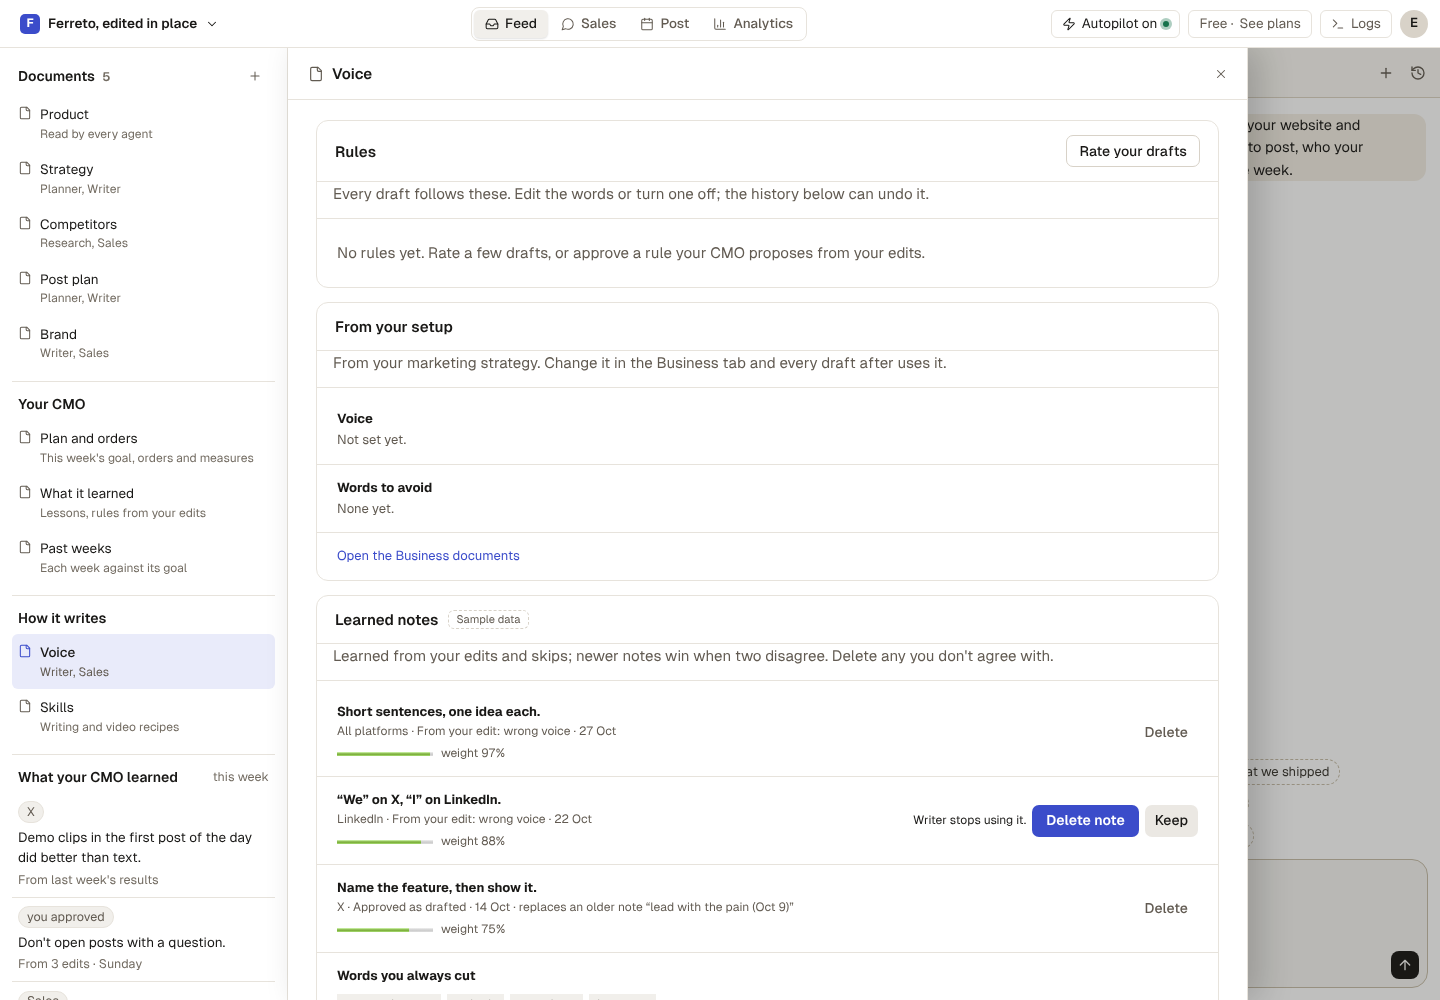 F Ferreto, edited in place
Feed
Sales
Post
Analytics
Autopilot on
Free · See plans
Logs
E
Documents 5
Product
Read by every agent
Strategy
Planner, Writer
Competitors
Research, Sales
Post plan
Planner, Writer
Brand
Writer, Sales
Your CMO
Plan and orders
This week's goal, orders and measures
What it learned
Lessons, rules from your edits
Past weeks
Each week against its goal
How it writes
Voice
Writer, Sales
Skills
Writing and video recipes
What your CMO learned this week
X
Demo clips in the first post of the day
did better than text.
From last week's results
you approved
Don't open posts with a question.
From 3 edits · Sunday
Sales
Voice
Rules
Rate your drafts
Every draft follows these. Edit the words or turn one off; the history below can undo it.
No rules yet. Rate a few drafts, or approve a rule your CMO proposes from your edits.
From your setup
From your marketing strategy. Change it in the Business tab and every draft after uses it.
Voice
Not set yet.
Words to avoid
None yet.
Open the Business documents
Learned notes Sample data
Learned from your edits and skips; newer notes win when two disagree. Delete any you don't agree with.
Short sentences, one idea each.
All platforms · From your edit: wrong voice · 27 Oct
weight 97%
Delete
“We” on X, “I” on LinkedIn.
LinkedIn · From your edit: wrong voice · 22 Oct
weight 88%
Writer stops using it. Delete note Keep
Name the feature, then show it.
X · Approved as drafted · 14 Oct · replaces an older note “lead with the pain (Oct 9)”
weight 75%
Delete
Words you always cut
your website and
to post, who your
week.
at we shipped